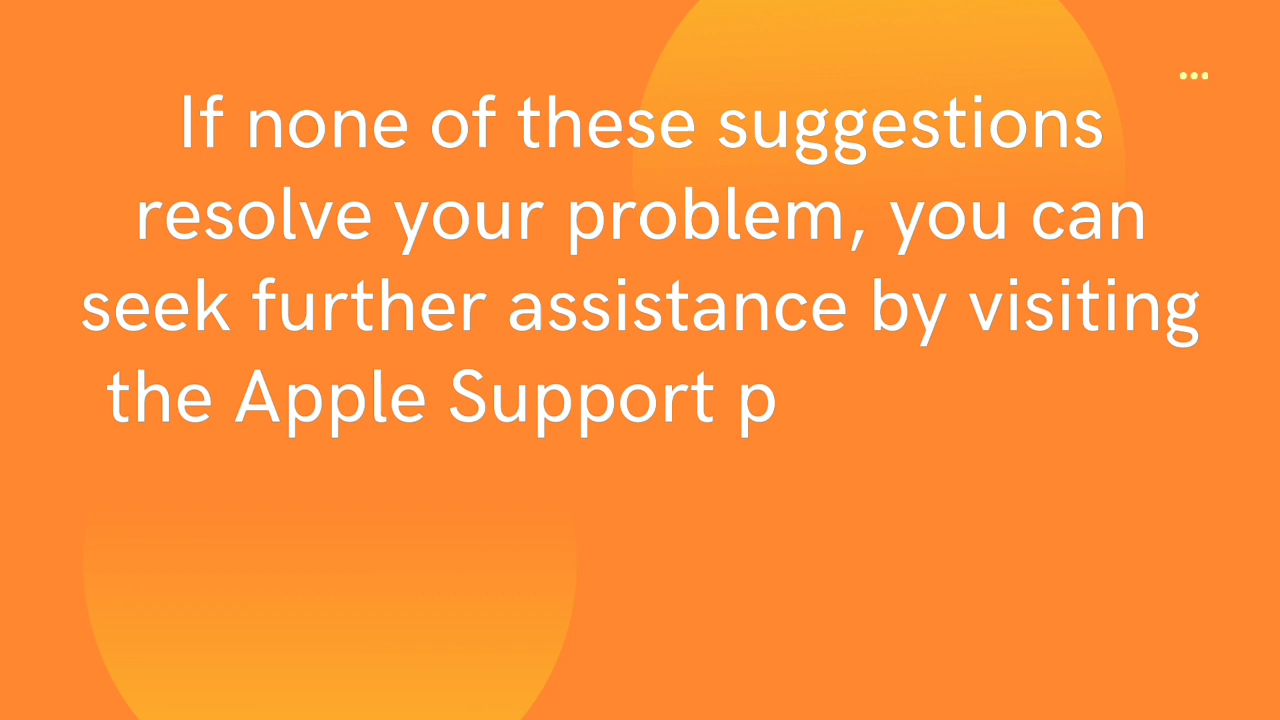 If none of these suggestions
resolve your problem, you can
seek further assistance by visiting
the Apple Support p